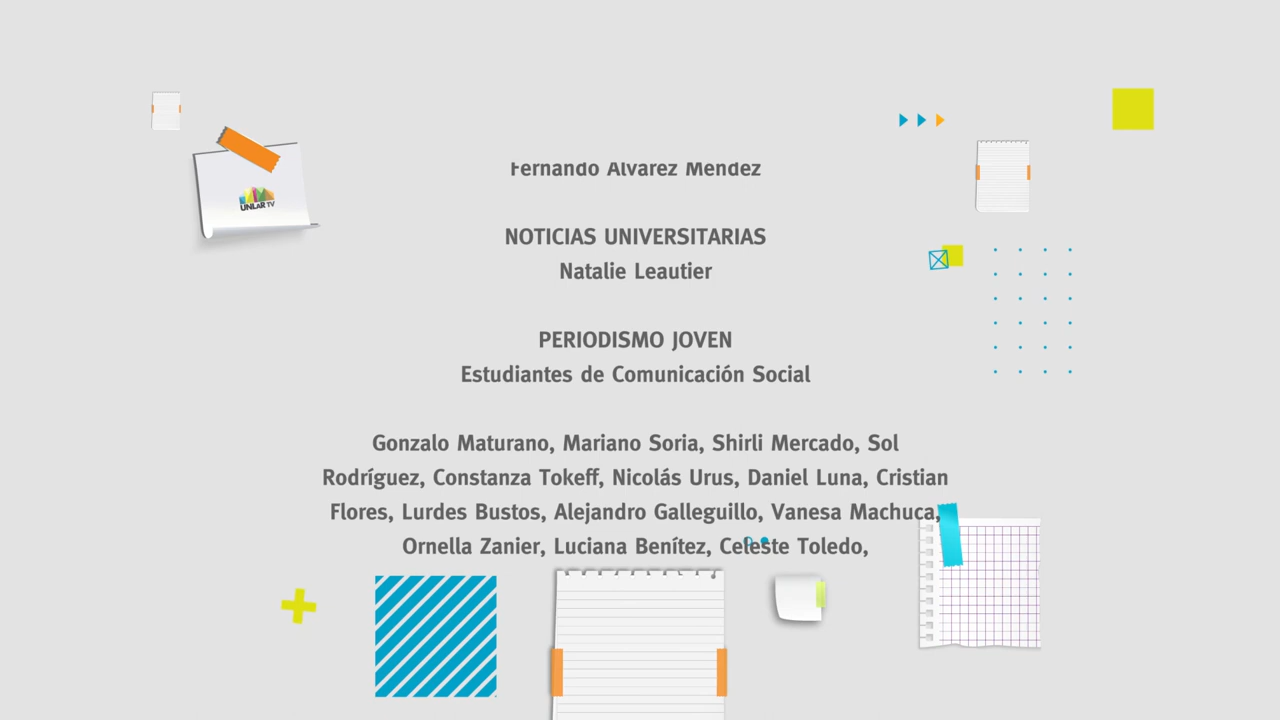 UNLAR TV
Fernando Alvarez Mendez
NOTICIAS UNIVERSITARIAS
Natalie Leautier
PERIODISMO JOVEN
Estudiantes de Comunicación Social
Gonzalo Maturano, Mariano Soria, Shirli Mercado, Sol
Rodríguez, Constanza Tokeff, Nicolás Urus, Daniel Luna, Cristian
Flores, Lurdes Bustos, Alejandro Galleguillo, Vanesa Machuca,
Ornella Zanier, Luciana Benítez, Celeste Toledo,